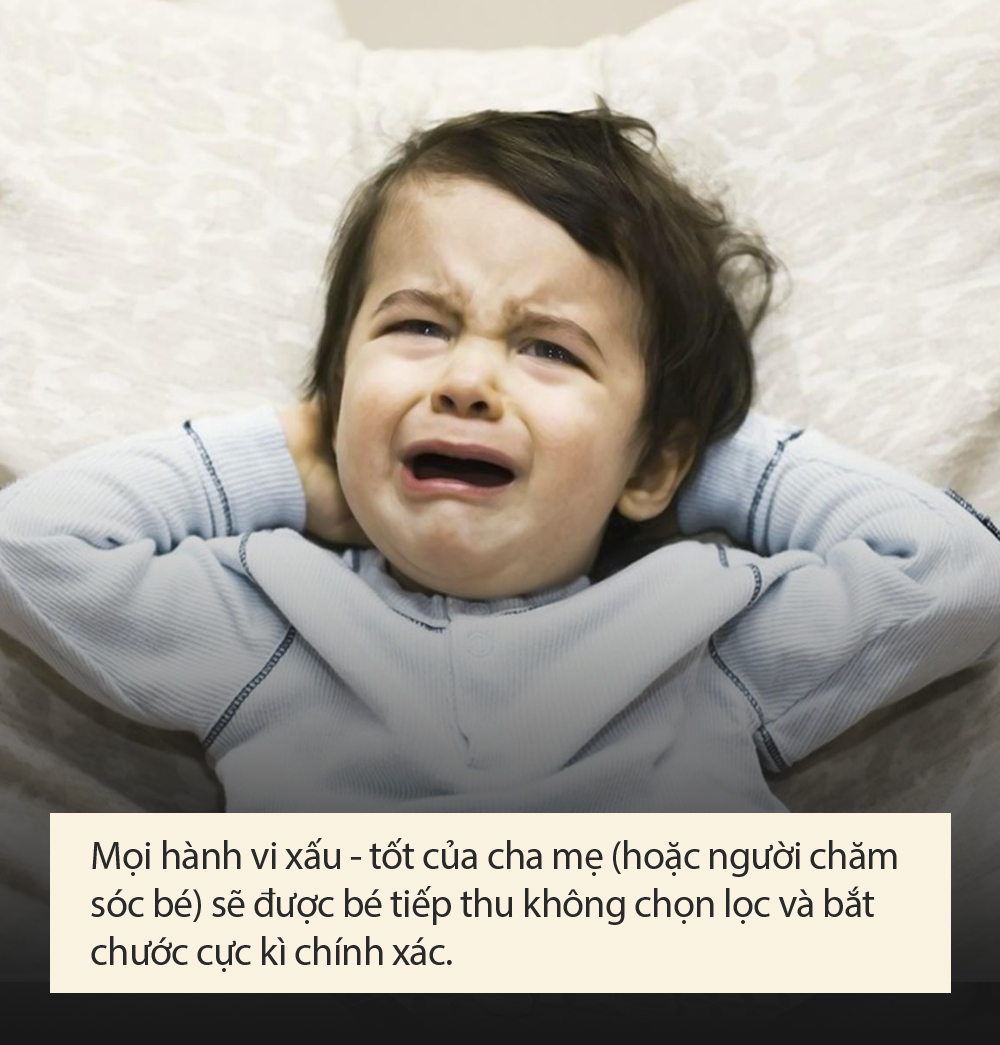 Mọi hành vi xấu - tốt của cha mẹ (hoặc người chăm
sóc bé) sẽ được bé tiếp thu không chọn lọc và bắt
chước cực kì chính xác.